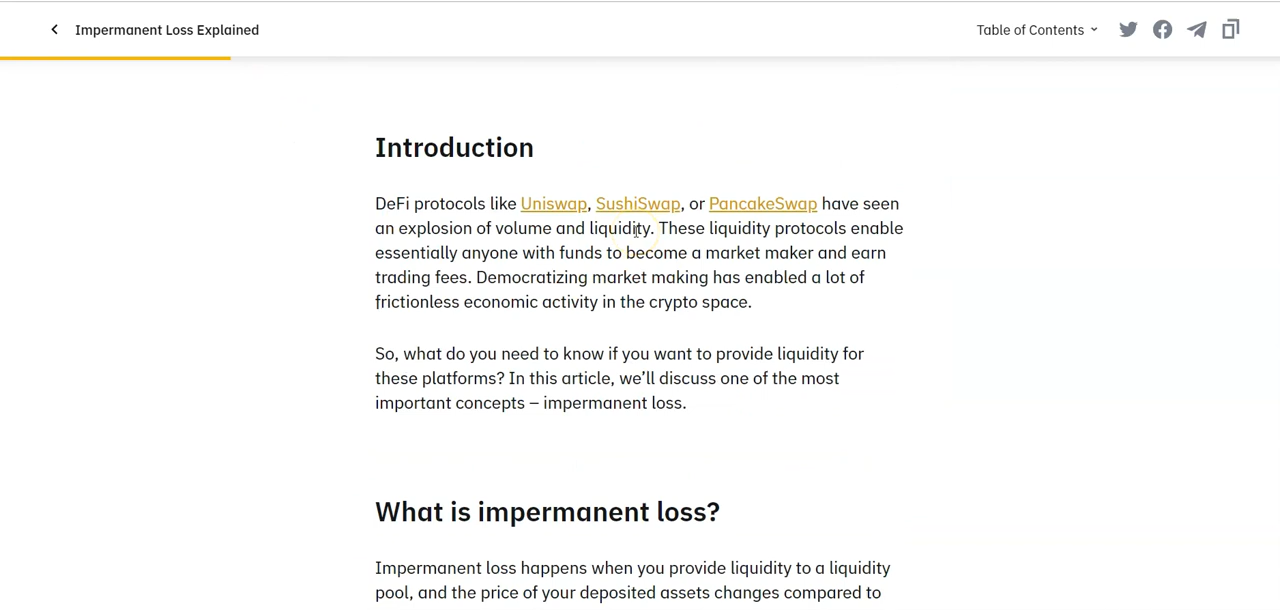 Impermanent Loss Explained
Table of Contents
Introduction
DeFi protocols like Uniswap, SushiSwap, or PancakeSwap have seen
an explosion of volume and liquidity. These liquidity protocols enable
essentially anyone with funds to become a market maker and earn
trading fees. Democratizing market making has enabled a lot of
frictionless economic activity in the crypto space.
So, what do you need to know if you want to provide liquidity for
these platforms? In this article, we’ll discuss one of the most
important concepts – impermanent loss.
What is impermanent loss?
Impermanent loss happens when you provide liquidity to a liquidity
pool, and the price of your deposited assets changes compared to